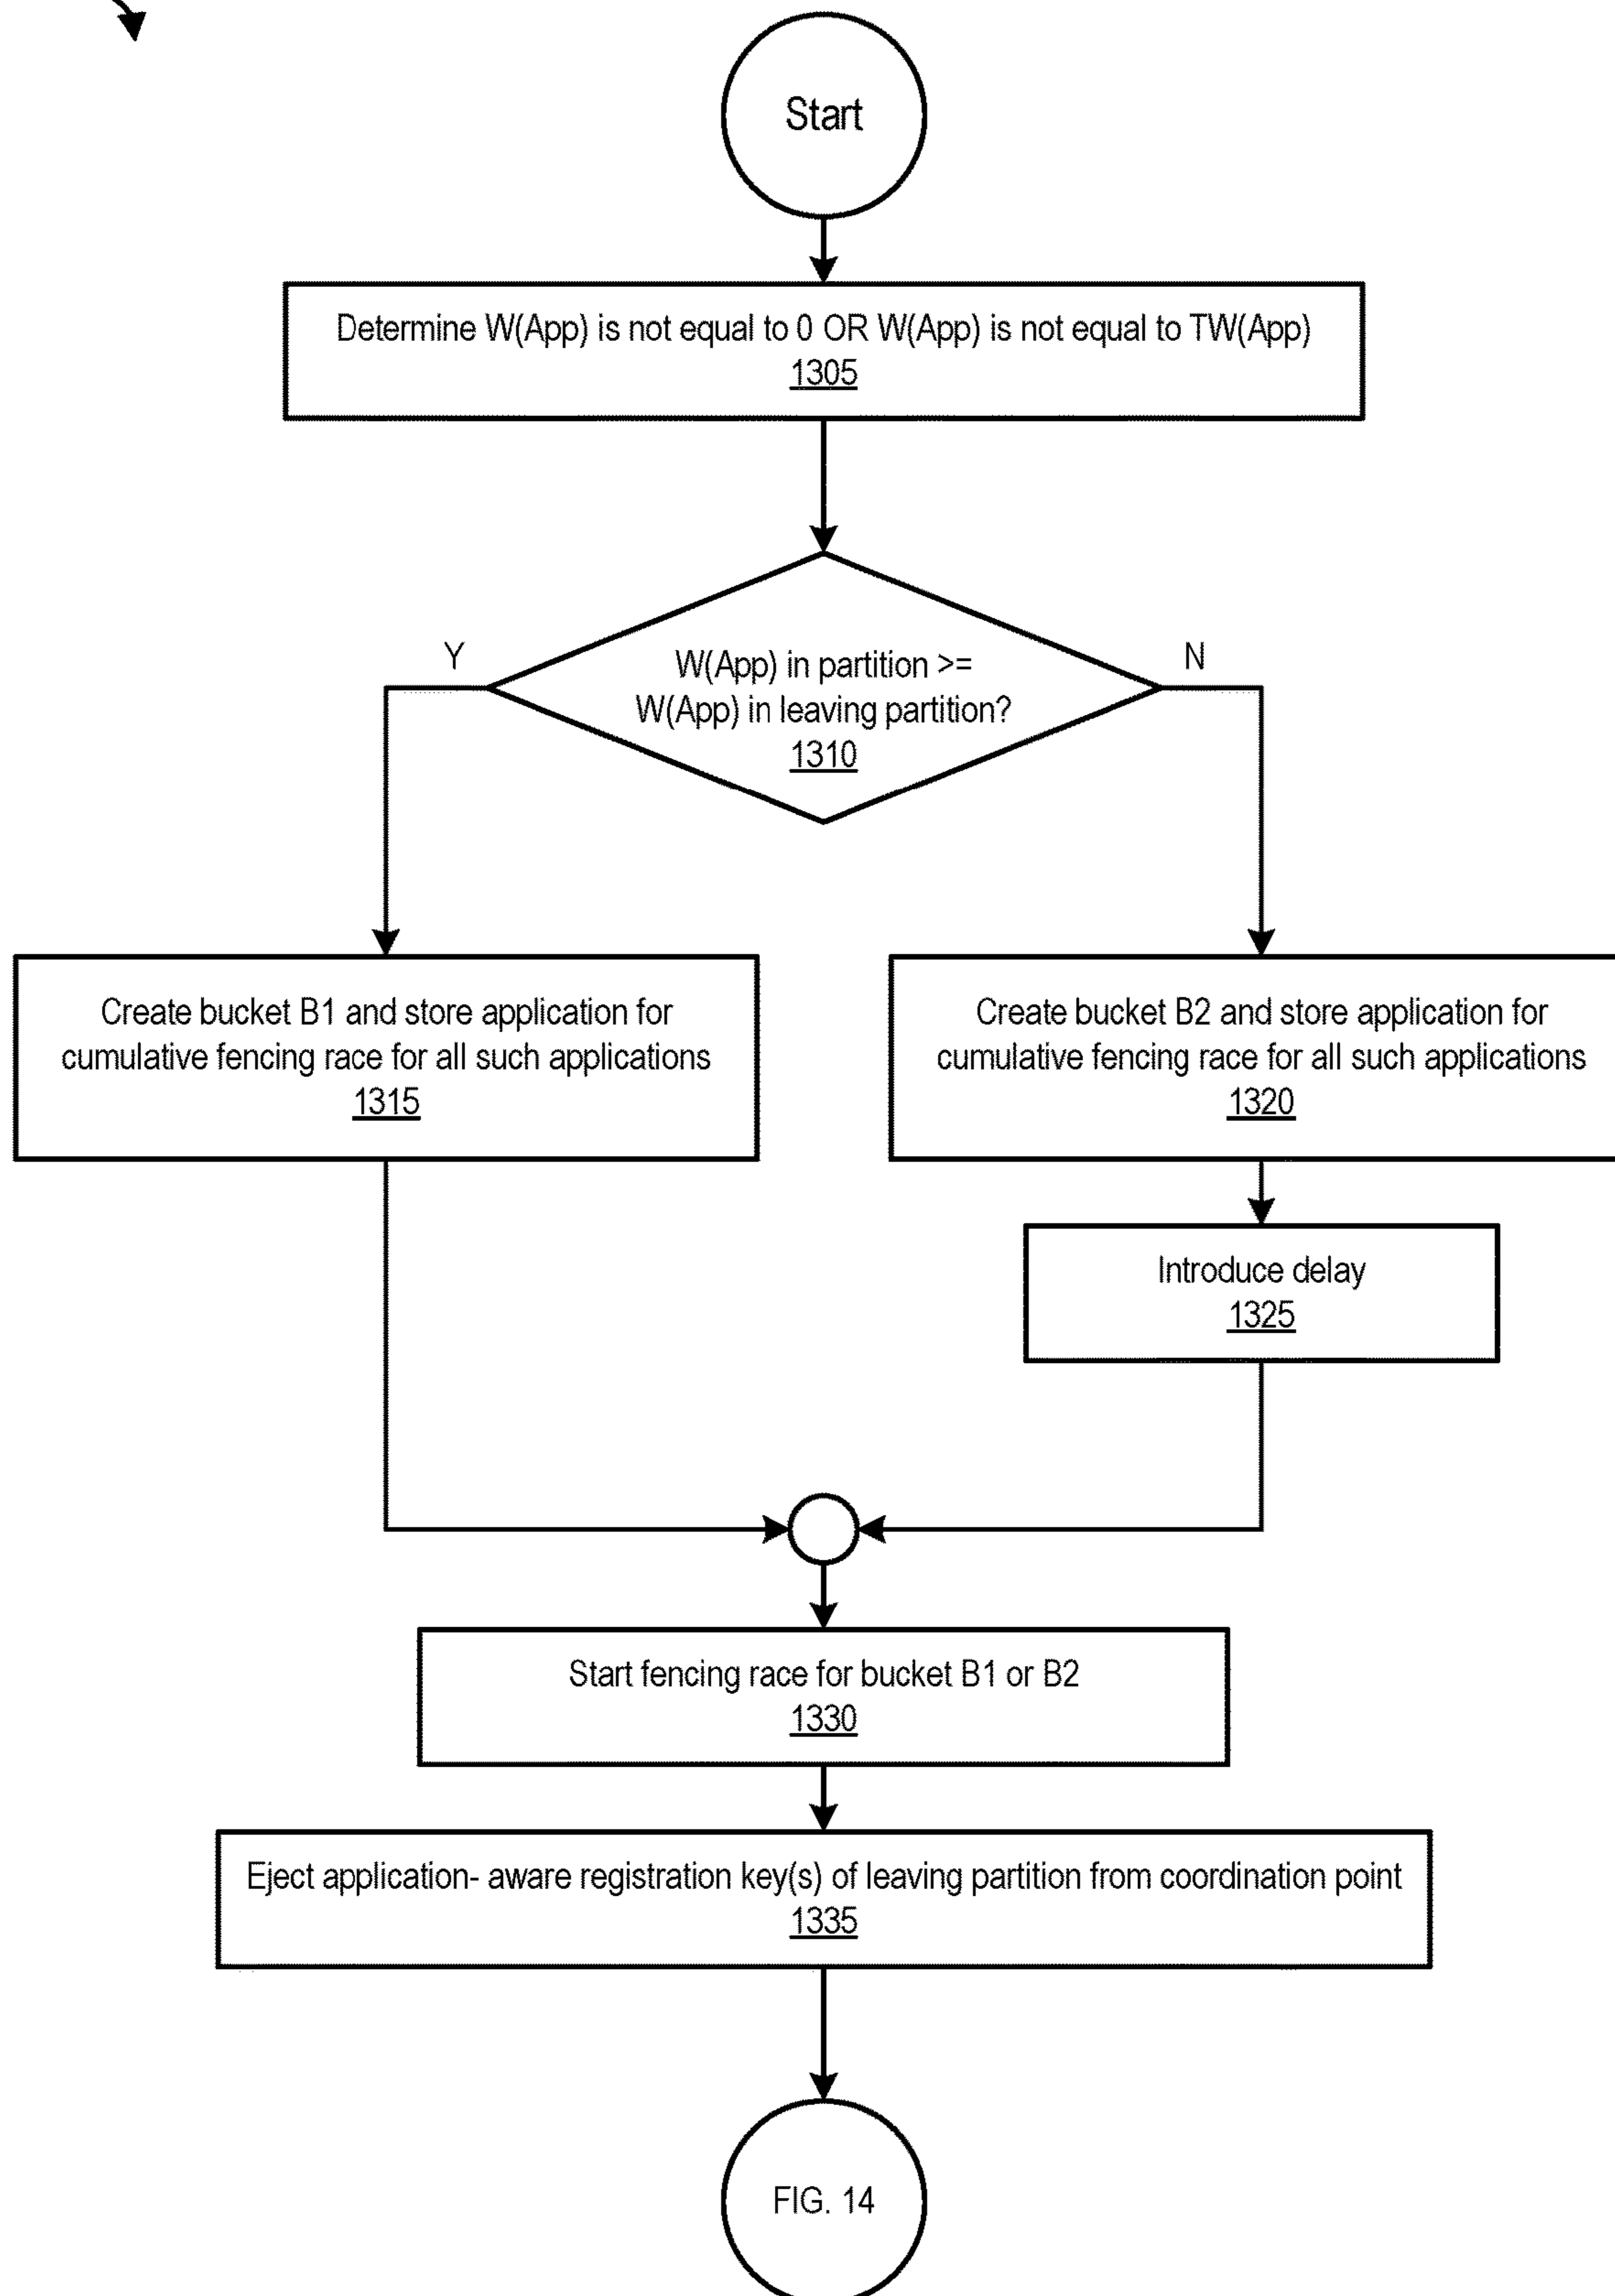 Start
Determine W(App) is not equal to 0 OR W(App) is not equal to TW(App)
1305
Y
N
W(App) in partition >=
W(App) in leaving partition?
1310
Create bucket B1 and store application for
cumulative fencing race for all such applications
1315
Create bucket B2 and store application for
cumulative fencing race for all such applications
1320
Introduce delay
1325
Start fencing race for bucket B1 or B2
1330
Eject application- aware registration key(s) of leaving partition from coordination point
1335
FIG. 14